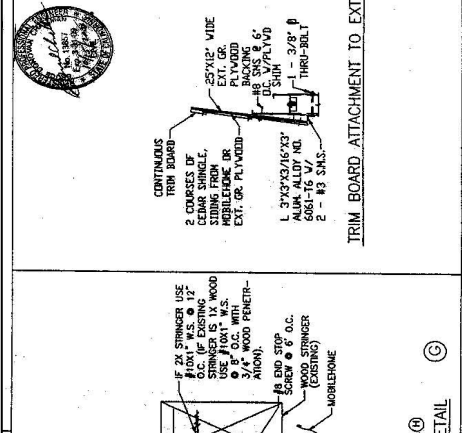 CONTINUOUS
TRIM BOARD
2 COURSES OF
CEDAR SHINGLE,
SIDING FROM
MOBILEHOME OR
EXT. GR. PLYWOOD
.25"X12" WIDE
EXT. GR.
PLYWOOD
BACKING
#8 SMS @ 6"
O.C. W/PLYWD
SHIM
1 - 3/8" Ø
THRU-BOLT
L 3"X3"X3/16"X3"
ALUM. ALLOY NO.
6061-T6 W/
2 - #3 S.M.S.
TRIM BOARD ATTACHMENT TO EXT
IF 2X STRINGER USE
#10X1" W.S. @ 12"
O.C. (IF EXISTING
STRINGER IS 1X WOOD
USE #10X1" W.S.
@ 8" O.C. WITH
3/4" WOOD PENETR-
ATION).
#8 END STOP
SCREW @ 6" O.C.
WOOD STRINGER
(EXISTING)
MOBILEHOME
H
G
ETAIL